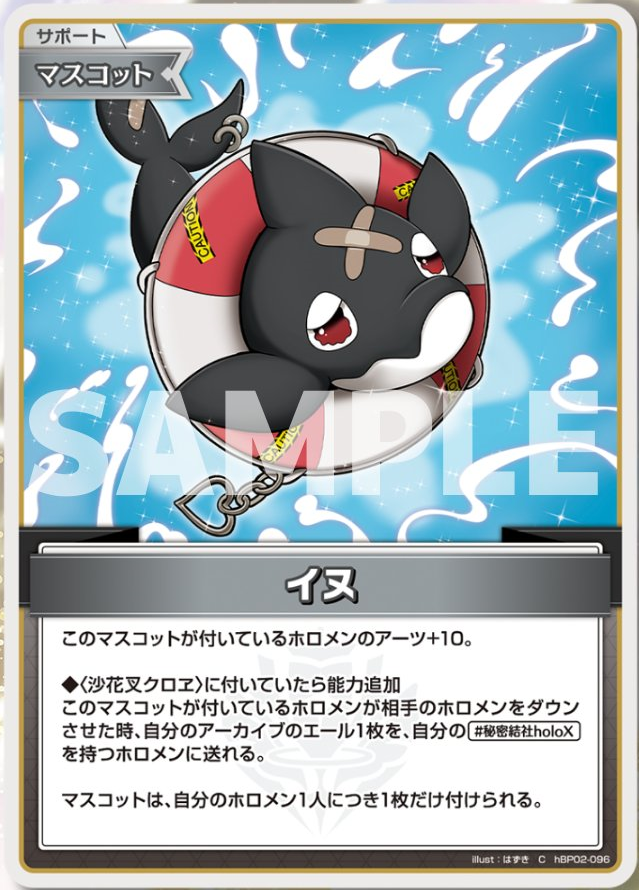 サポート
マスコット
CAUTION
CAUTION
CAUTION
CAUTION
SAMPLE
イヌ
このマスコットが付いているホロメンのアーツ+10。
◆〈沙花叉クロヱ〉に付いていたら能力追加
このマスコットが付いているホロメンが相手のホロメンをダウン
させた時、自分のアーカイブのエール1枚を、自分の#秘密結社holoX
を持つホロメンに送れる。
マスコットは、自分のホロメン1人につき1枚だけ付けられる。
illust：はずき C hBP02-096